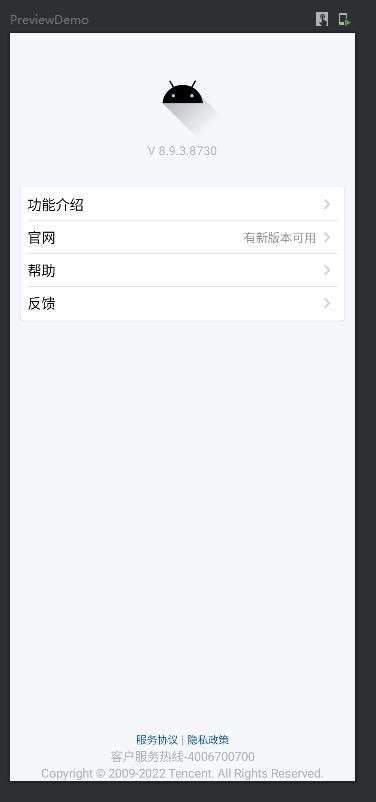 PreviewDemo
V 8.9.3.8730
功能介绍
官网 有新版本可用
帮助
反馈
服务协议 | 隐私政策
客户服务热线-4006700700
Copyright © 2009-2022 Tencent. All Rights Reserved.